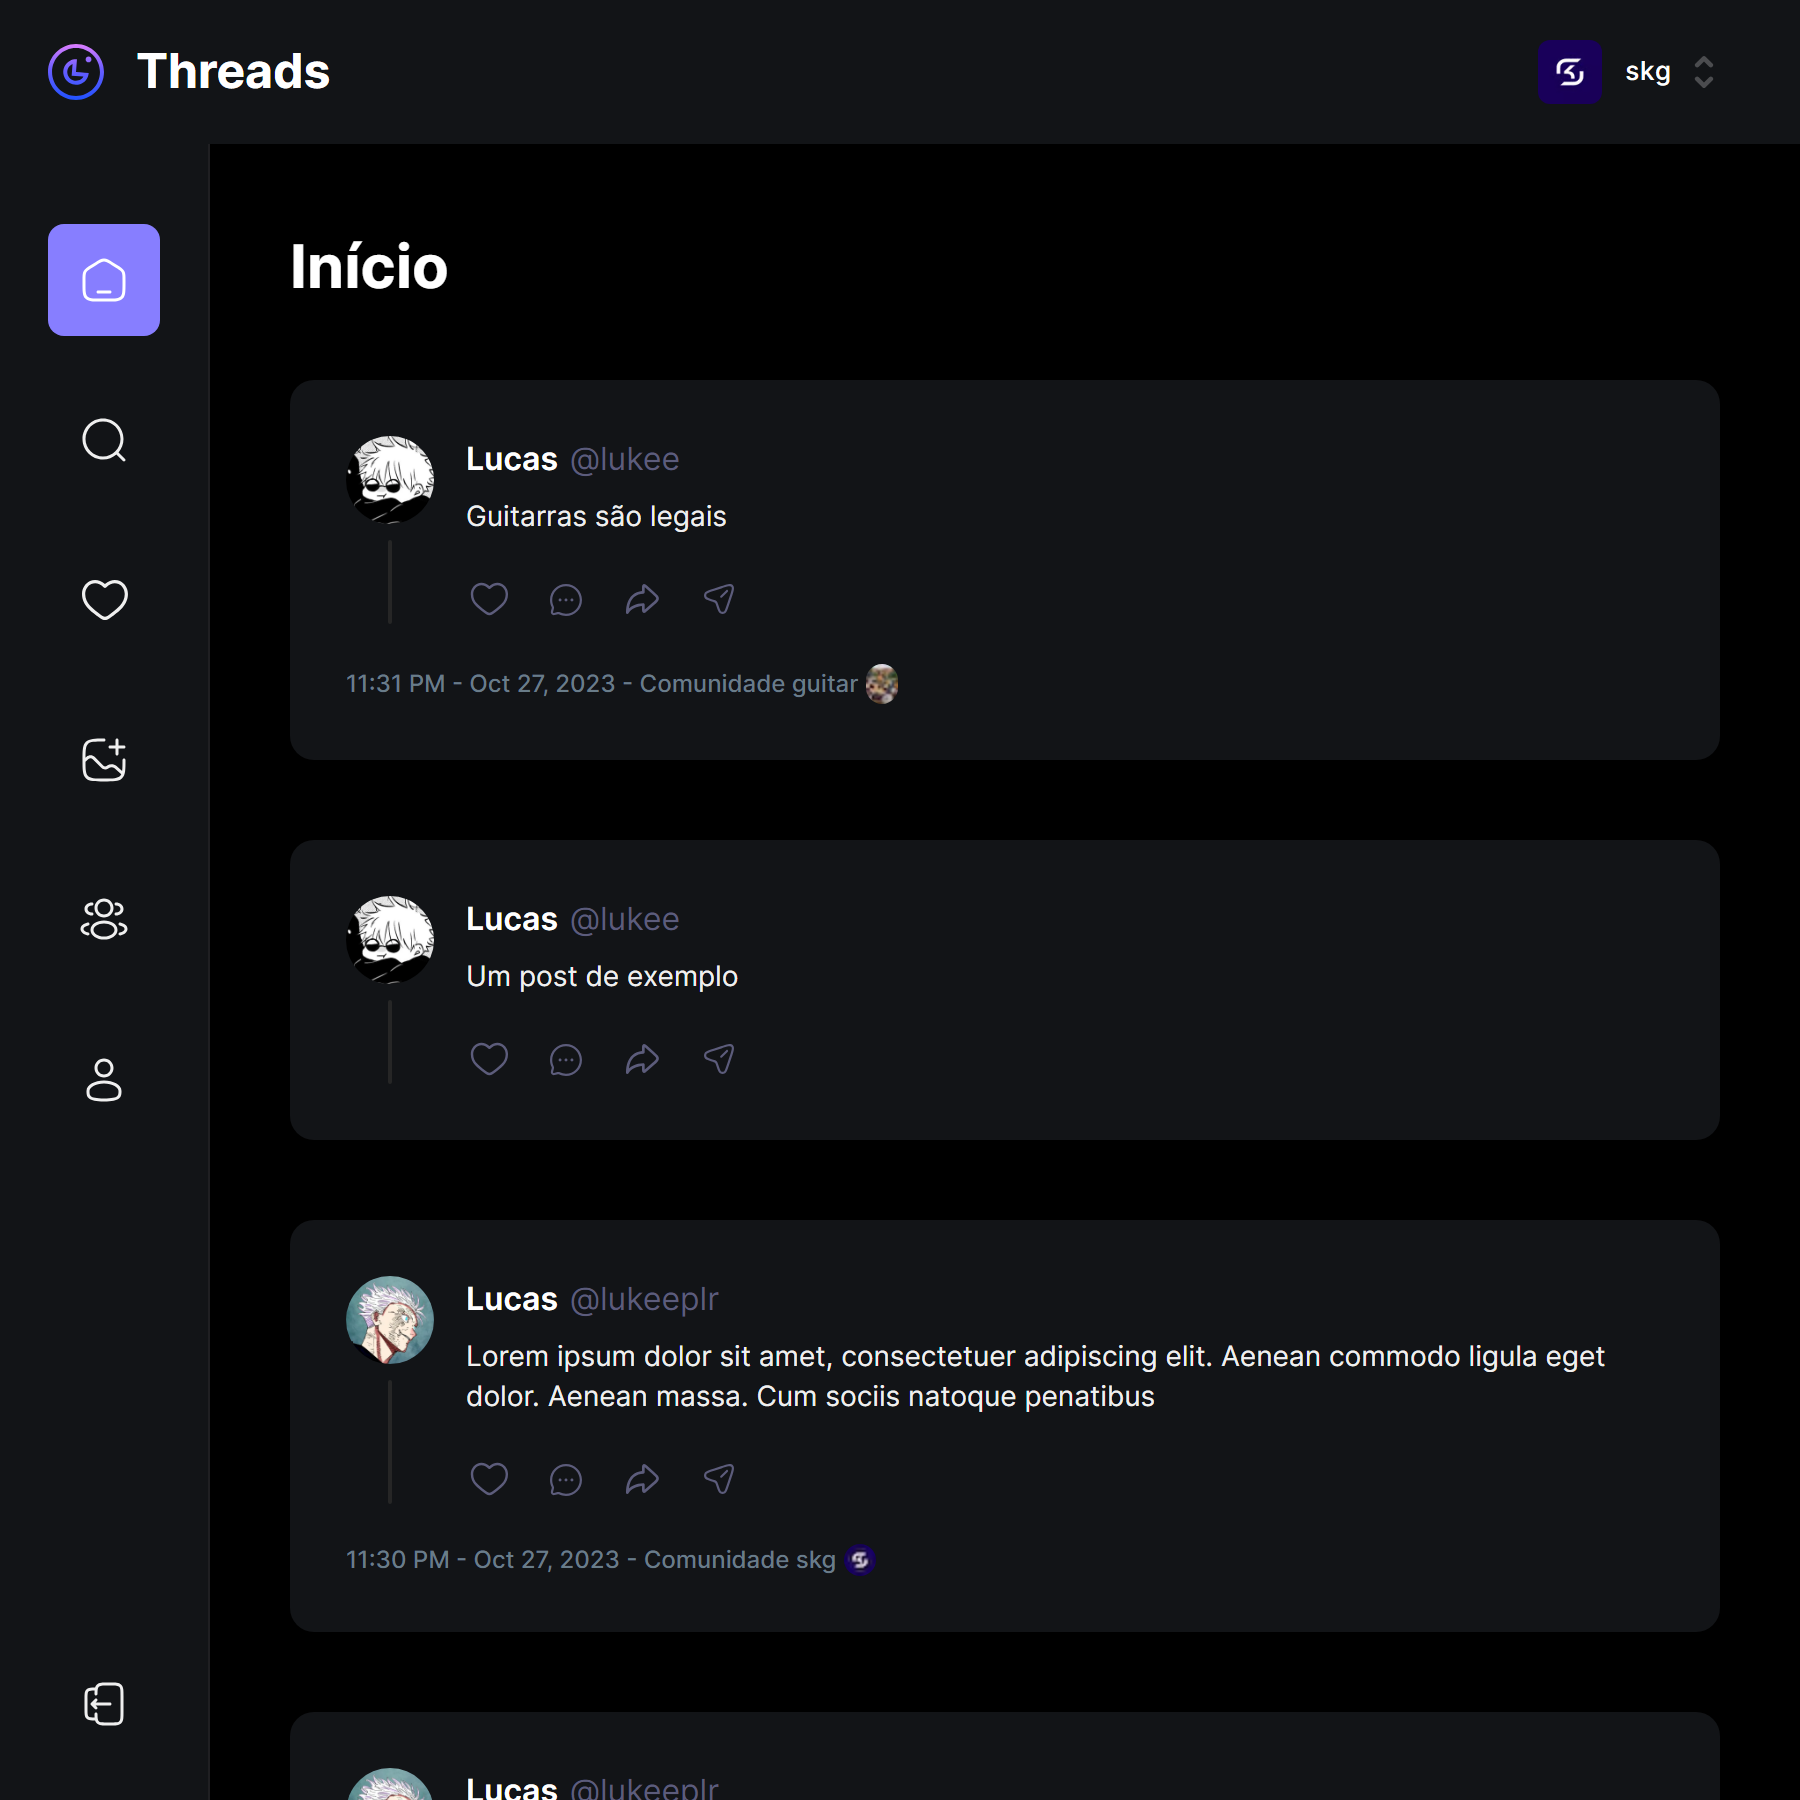 Threads
skg
Início
Lucas @lukee
Guitarras são legais
11:31 PM - Oct 27, 2023 - Comunidade guitar
Lucas @lukee
Um post de exemplo
Lucas @lukeeplr
Lorem ipsum dolor sit amet, consectetuer adipiscing elit. Aenean commodo ligula eget
dolor. Aenean massa. Cum sociis natoque penatibus
11:30 PM - Oct 27, 2023 - Comunidade skg
Lucas @lukeeplr